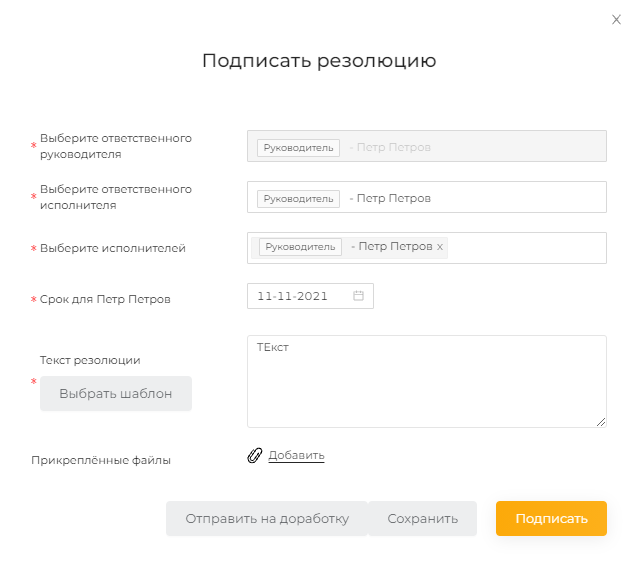 X
Подписать резолюцию
* Выберите ответственного
руководителя
Руководитель - Петр Петров
* Выберите ответственного
исполнителя
Руководитель - Петр Петров
* Выберите исполнителей
Руководитель - Петр Петров x
* Срок для Петр Петров
11-11-2021
Текст резолюции
* Выбрать шаблон
ТЕкст
Прикреплённые файлы
Добавить
Отправить на доработку Сохранить Подписать